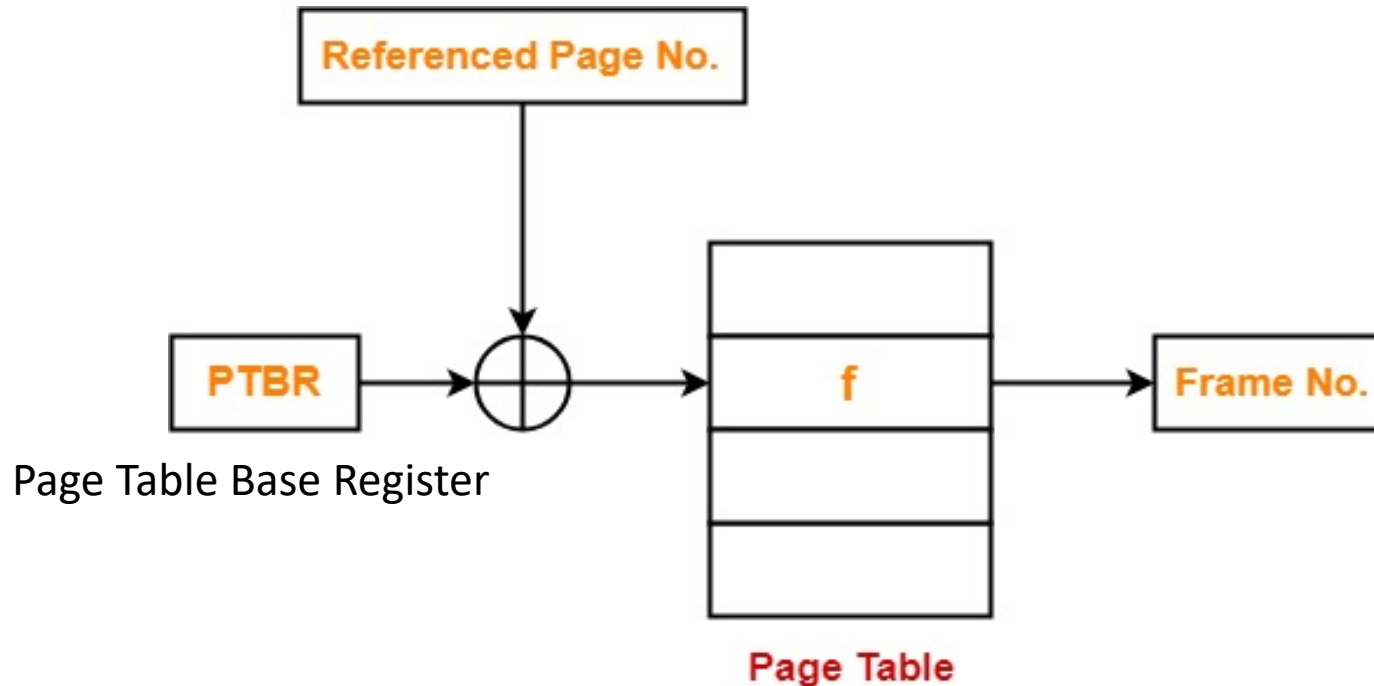 Referenced Page No.
PTBR
f
Frame No.
Page Table Base Register
Page Table